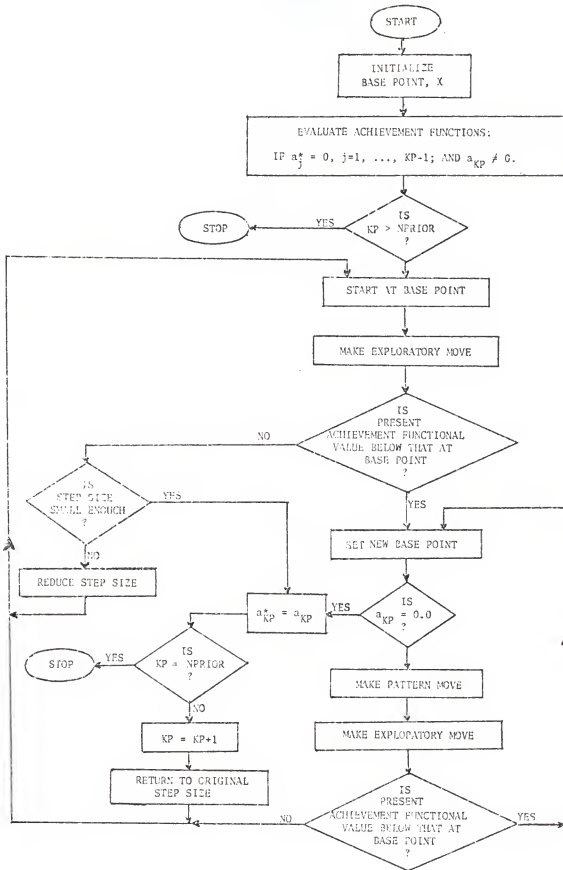 START
INITIALIZE
BASE POINT, X
EVALUATE ACHIEVEMENT FUNCTIONS:
IF a*j = 0, j=1, ..., KP-1; AND aKP ≠ 0.
IS
KP > NPRIOR
?
YES
STOP
START AT BASE POINT
MAKE EXPLORATORY MOVE
IS
PRESENT
ACHIEVEMENT FUNCTIONAL
VALUE BELOW THAT AT
BASE POINT
?
NO
YES
IS
STEP SIZE
SMALL ENOUGH
?
YES
NO
REDUCE STEP SIZE
SET NEW BASE POINT
IS
aKP = 0.0
?
YES
a*KP = aKP
IS
KP = NPRIOR
?
YES
STOP
NO
KP = KP+1
RETURN TO ORIGINAL
STEP SIZE
MAKE PATTERN MOVE
MAKE EXPLORATORY MOVE
IS
PRESENT
ACHIEVEMENT FUNCTIONAL
VALUE BELOW THAT AT
BASE POINT
?
NO
YES